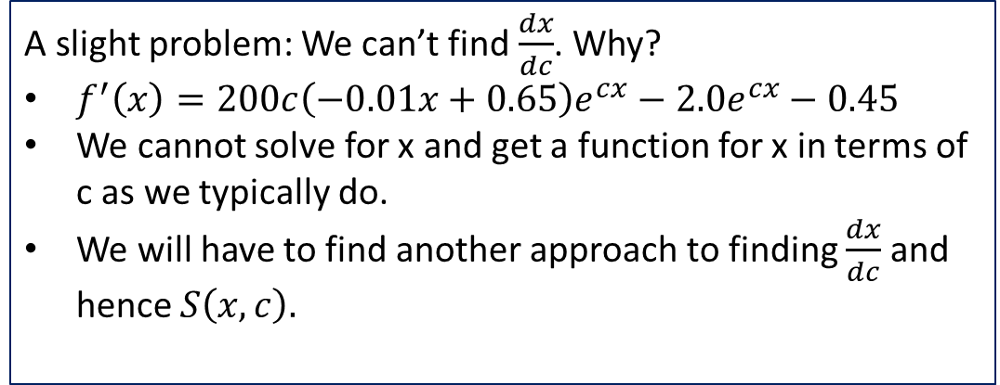 A slight problem: We can’t find dx/dc. Why?
• f′(x) = 200c(−0.01x + 0.65)e^{cx} − 2.0e^{cx} − 0.45
• We cannot solve for x and get a function for x in terms of
c as we typically do.
• We will have to find another approach to finding dx/dc and
hence S(x, c).